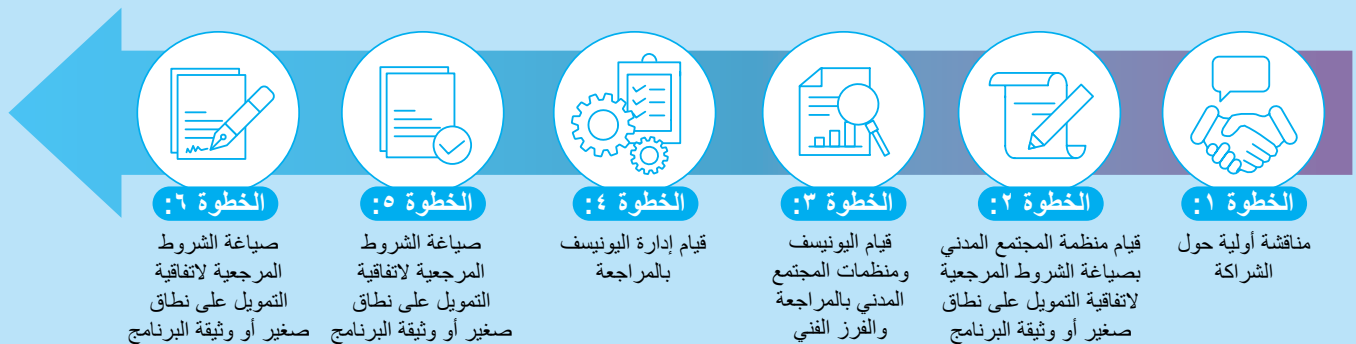 الخطوة ١:
مناقشة أولية حول
الشراكة
الخطوة ٢:
قيام منظمة المجتمع المدني
بصياغة الشروط المرجعية
لاتفاقية التمويل على نطاق
صغير أو وثيقة البرنامج
الخطوة ٣:
قيام اليونيسف
ومنظمات المجتمع
المدني بالمراجعة
والفرز الفني
الخطوة ٤:
قيام إدارة اليونيسف
بالمراجعة
الخطوة ٥:
صياغة الشروط
المرجعية لاتفاقية
التمويل على نطاق
صغير أو وثيقة البرنامج
الخطوة ٦:
صياغة الشروط
المرجعية لاتفاقية
التمويل على نطاق
صغير أو وثيقة البرنامج